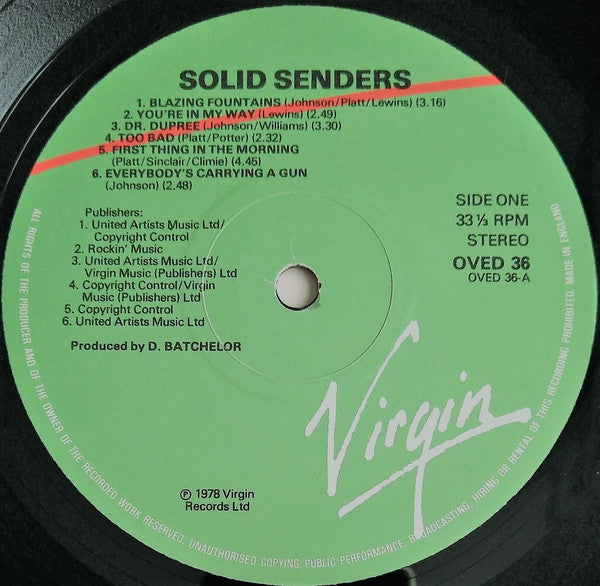 SOLID SENDERS
1. BLAZING FOUNTAINS (Johnson/Platt/Lewins) (3.16)
2. YOU'RE IN MY WAY (Lewins) (2.49)
3. DR. DUPREE (Johnson/Williams) (3.30)
4. TOO BAD (Platt/Potter) (2.32)
5. FIRST THING IN THE MORNING
(Platt/Sinclair/Climie) (4.45)
6. EVERYBODY'S CARRYING A GUN
(Johnson) (2.48)
Publishers:
1. United Artists Music Ltd/
Copyright Control
2. Rockin' Music
3. United Artists Music Ltd/
Virgin Music (Publishers) Ltd
4. Copyright Control/Virgin
Music (Publishers) Ltd
5. Copyright Control
6. United Artists Music Ltd
Produced by D. BATCHELOR
SIDE ONE
33⅓ RPM
STEREO
OVED 36
OVED 36-A
Virgin
℗ 1978 Virgin
Records Ltd
ALL RIGHTS OF THE PRODUCER AND OF THE OWNER OF THE RECORDED WORK RESERVED. UNAUTHORISED COPYING, PUBLIC PERFORMANCE, BROADCASTING, HIRING OR RENTAL OF THIS RECORDING PROHIBITED. MADE IN ENGLAND